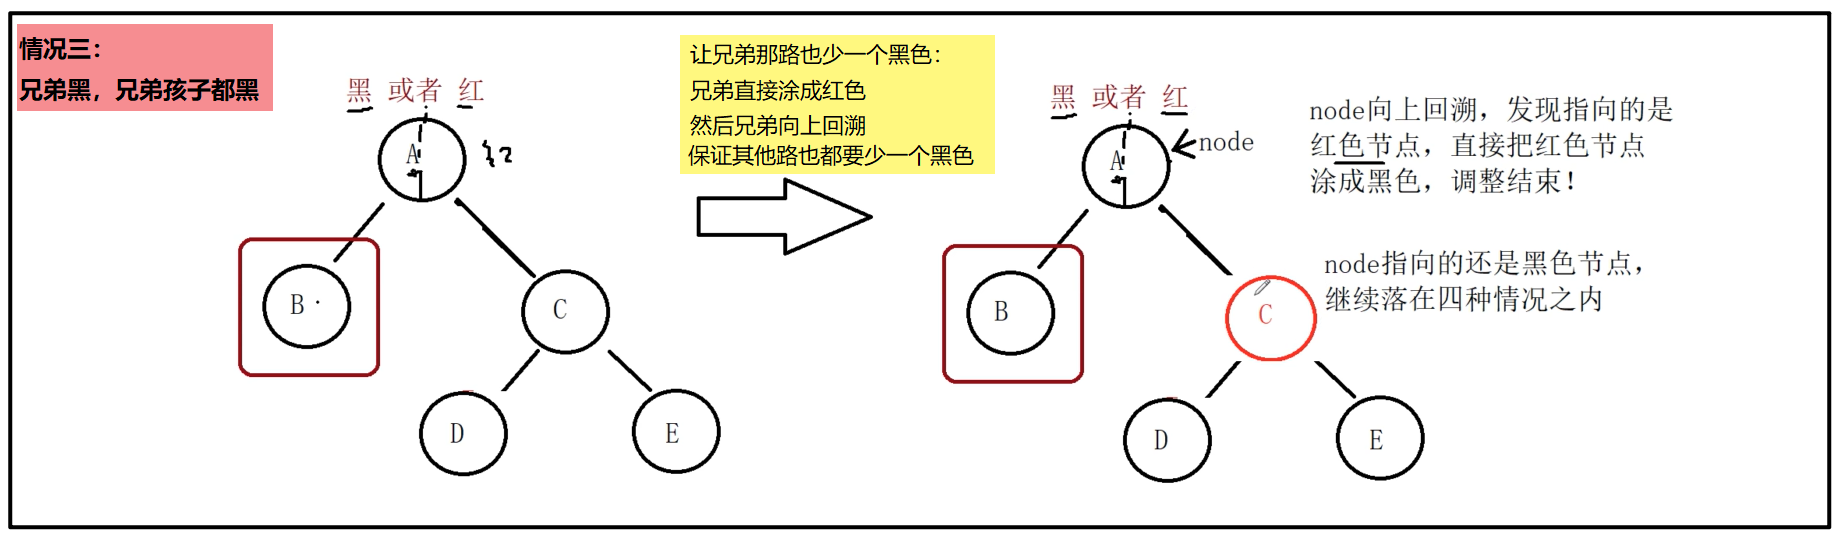 情况三：
兄弟黑，兄弟孩子都黑
黑 或者 红
A
B
C
D
E
让兄弟那路也少一个黑色：
兄弟直接涂成红色
然后兄弟向上回溯
保证其他路也都要少一个黑色
黑 或者 红
A
node
B
C
D
E
node向上回溯，发现指向的是
红色节点，直接把红色节点
涂成黑色，调整结束！
node指向的还是黑色节点，
继续落在四种情况之内